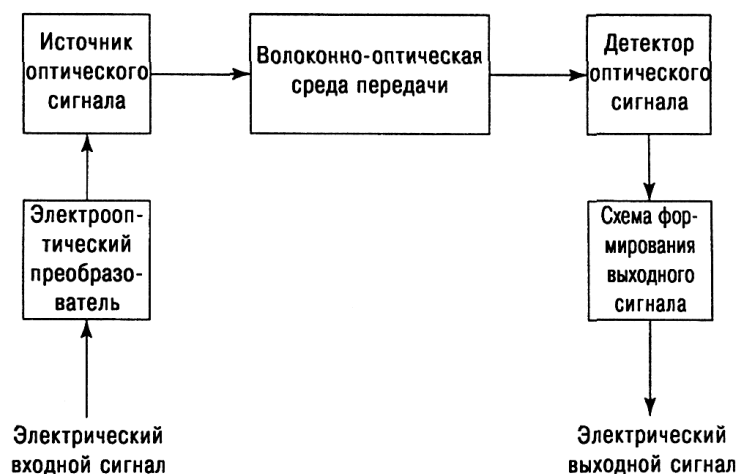 Источник
оптического
сигнала
Волоконно-оптическая
среда передачи
Детектор
оптического
сигнала
Электрооп-
тический
преобразо-
ватель
Схема фор-
мирования
выходного
сигнала
Электрический
входной сигнал
Электрический
выходной сигнал